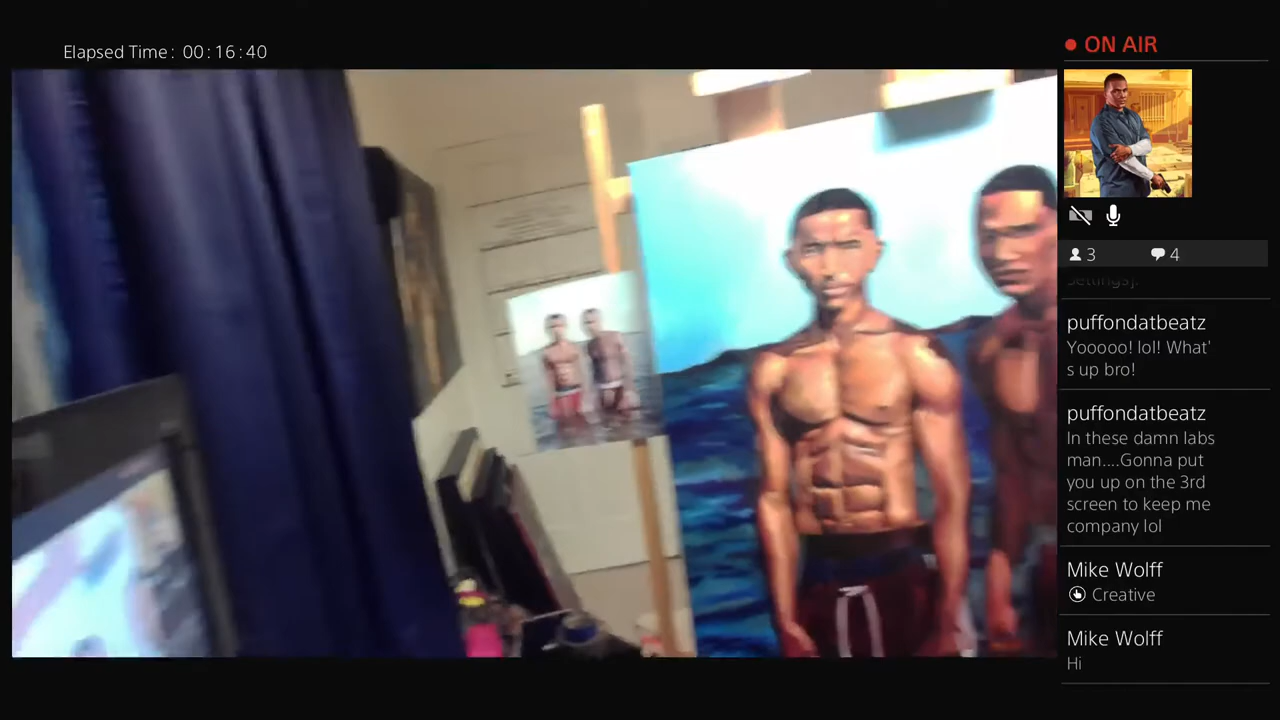 Elapsed Time: 00:16:40
ON AIR
3
4
Settings].
puffondatbeatz
Yooooo! lol! What'
s up bro!
puffondatbeatz
In these damn labs
man....Gonna put
you up on the 3rd
screen to keep me
company lol
Mike Wolff
Creative
Mike Wolff
Hi